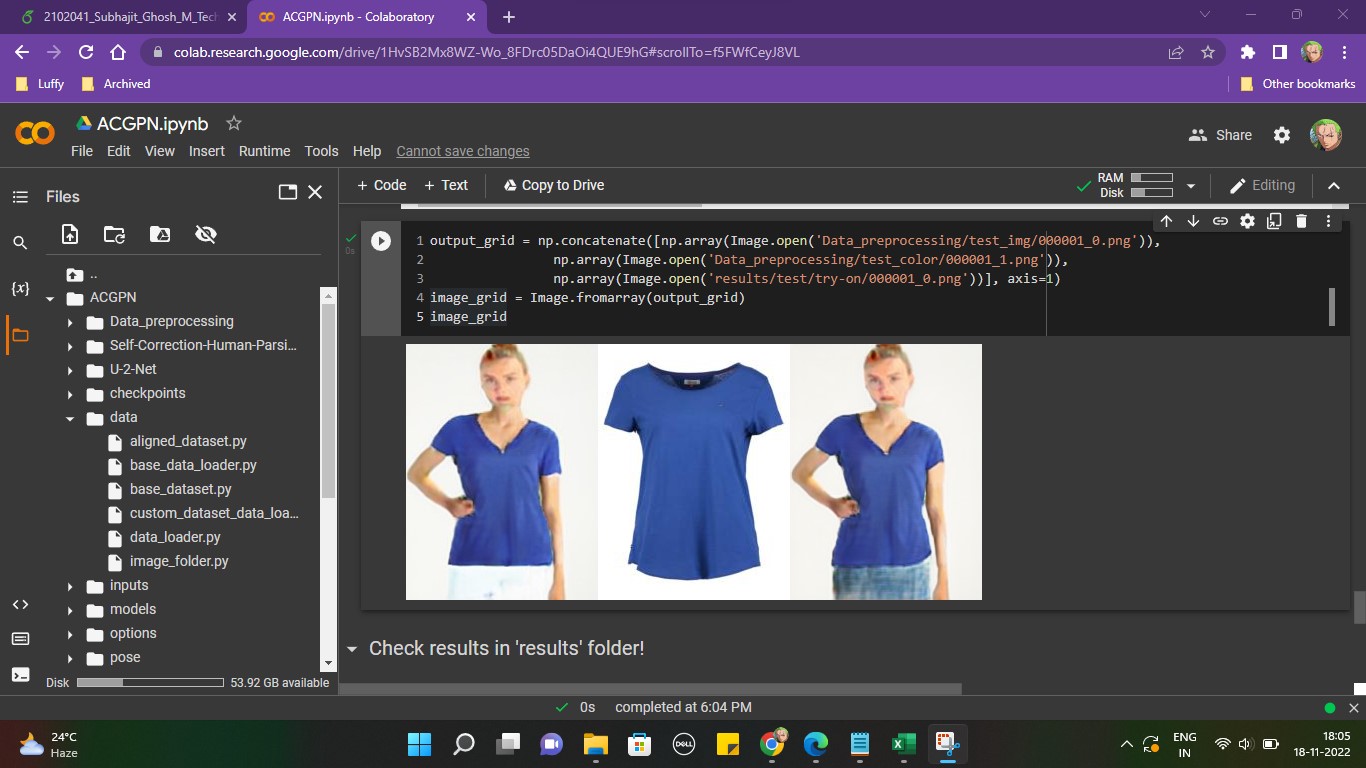 2102041_Subhajit_Ghosh_M_Tech
ACGPN.ipynb - Colaboratory
colab.research.google.com/drive/1HvSB2Mx8WZ-Wo_8FDrc05DaOi4QUE9hG#scrollTo=f5FWfCeyJ8VL
Luffy
Archived
Other bookmarks
ACGPN.ipynb
Share
File Edit View Insert Runtime Tools Help Cannot save changes
Files
+ Code + Text Copy to Drive
RAM
Disk
Editing
..
ACGPN
Data_preprocessing
Self-Correction-Human-Parsi...
U-2-Net
checkpoints
data
aligned_dataset.py
base_data_loader.py
base_dataset.py
custom_dataset_data_loa...
data_loader.py
image_folder.py
inputs
models
options
pose
Disk 53.92 GB available
{x}
0s
1 output_grid = np.concatenate([np.array(Image.open('Data_preprocessing/test_img/000001_0.png')),
2 np.array(Image.open('Data_preprocessing/test_color/000001_1.png')),
3 np.array(Image.open('results/test/try-on/000001_0.png'))], axis=1)
4 image_grid = Image.fromarray(output_grid)
5 image_grid
Check results in 'results' folder!
0s completed at 6:04 PM
24°C
Haze
DELL
ENG
IN
18:05
18-11-2022